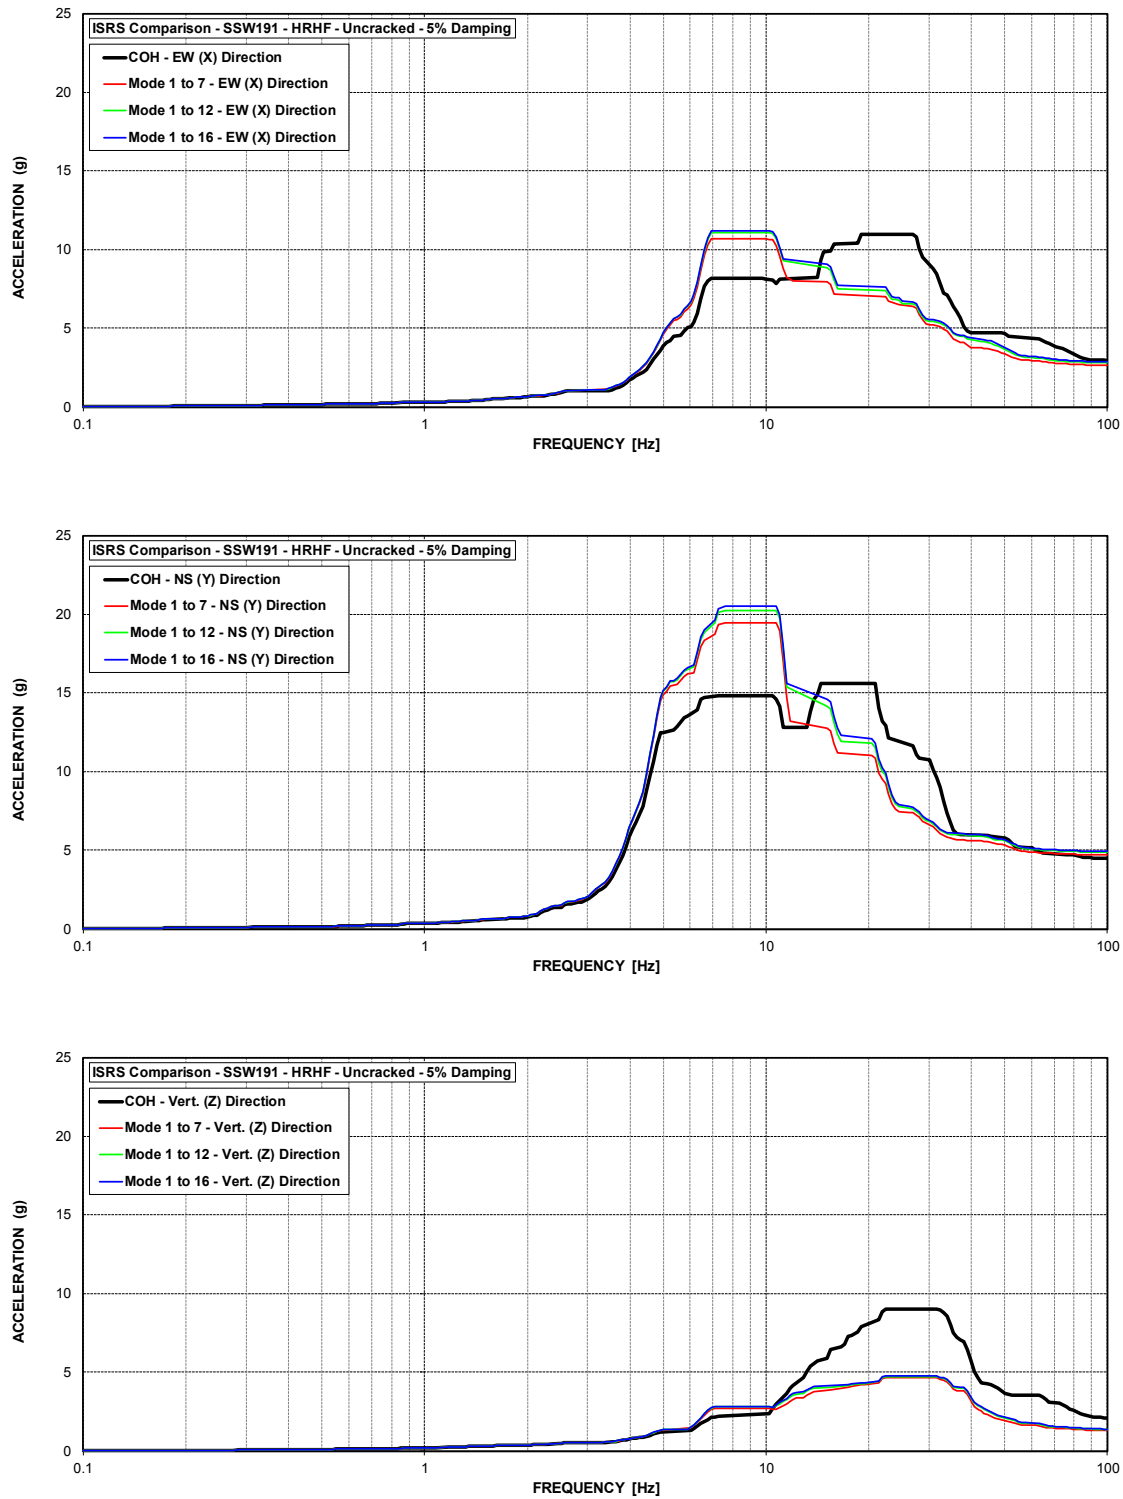 ISRS Comparison - SSW191 - HRHF - Uncracked - 5% Damping
COH - EW (X) Direction
Mode 1 to 7 - EW (X) Direction
Mode 1 to 12 - EW (X) Direction
Mode 1 to 16 - EW (X) Direction
25
20
15
10
5
0
ACCELERATION (g)
0.1
1
10
100
FREQUENCY [Hz]
ISRS Comparison - SSW191 - HRHF - Uncracked - 5% Damping
COH - NS (Y) Direction
Mode 1 to 7 - NS (Y) Direction
Mode 1 to 12 - NS (Y) Direction
Mode 1 to 16 - NS (Y) Direction
25
20
15
10
5
0
ACCELERATION (g)
0.1
1
10
100
FREQUENCY [Hz]
ISRS Comparison - SSW191 - HRHF - Uncracked - 5% Damping
COH - Vert. (Z) Direction
Mode 1 to 7 - Vert. (Z) Direction
Mode 1 to 12 - Vert. (Z) Direction
Mode 1 to 16 - Vert. (Z) Direction
25
20
15
10
5
0
ACCELERATION (g)
0.1
1
10
100
FREQUENCY [Hz]